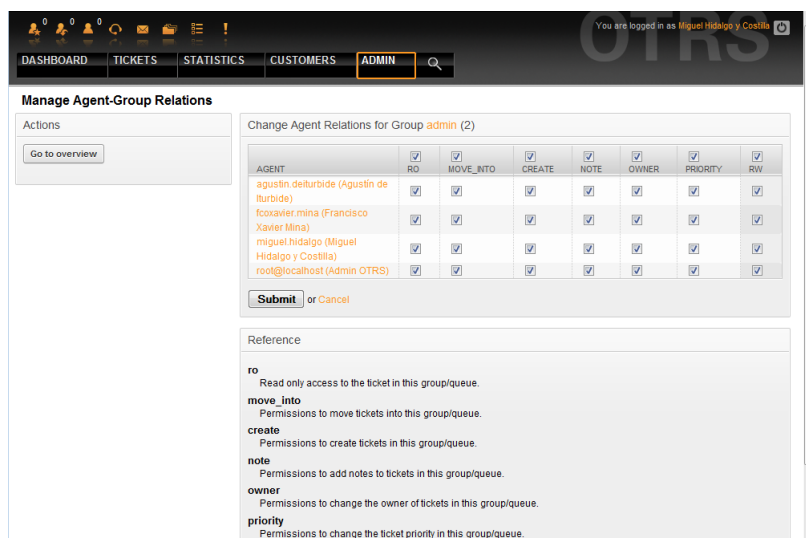 0 0 0
You are logged in as Miguel Hidalgo y Costilla
OTRS
DASHBOARD TICKETS STATISTICS CUSTOMERS ADMIN
Manage Agent-Group Relations
Actions
Go to overview
Change Agent Relations for Group admin (2)
AGENT RO MOVE_INTO CREATE NOTE OWNER PRIORITY RW
agustin.deiturbide (Agustín de
Iturbide)
fcoxavier.mina (Francisco
Xavier Mina)
miguel.hidalgo (Miguel
Hidalgo y Costilla)
root@localhost (Admin OTRS)
Submit or Cancel
Reference
ro
Read only access to the ticket in this group/queue.
move_into
Permissions to move tickets into this group/queue.
create
Permissions to create tickets in this group/queue.
note
Permissions to add notes to tickets in this group/queue.
owner
Permissions to change the owner of tickets in this group/queue.
priority
Permissions to change the ticket priority in this group/queue.